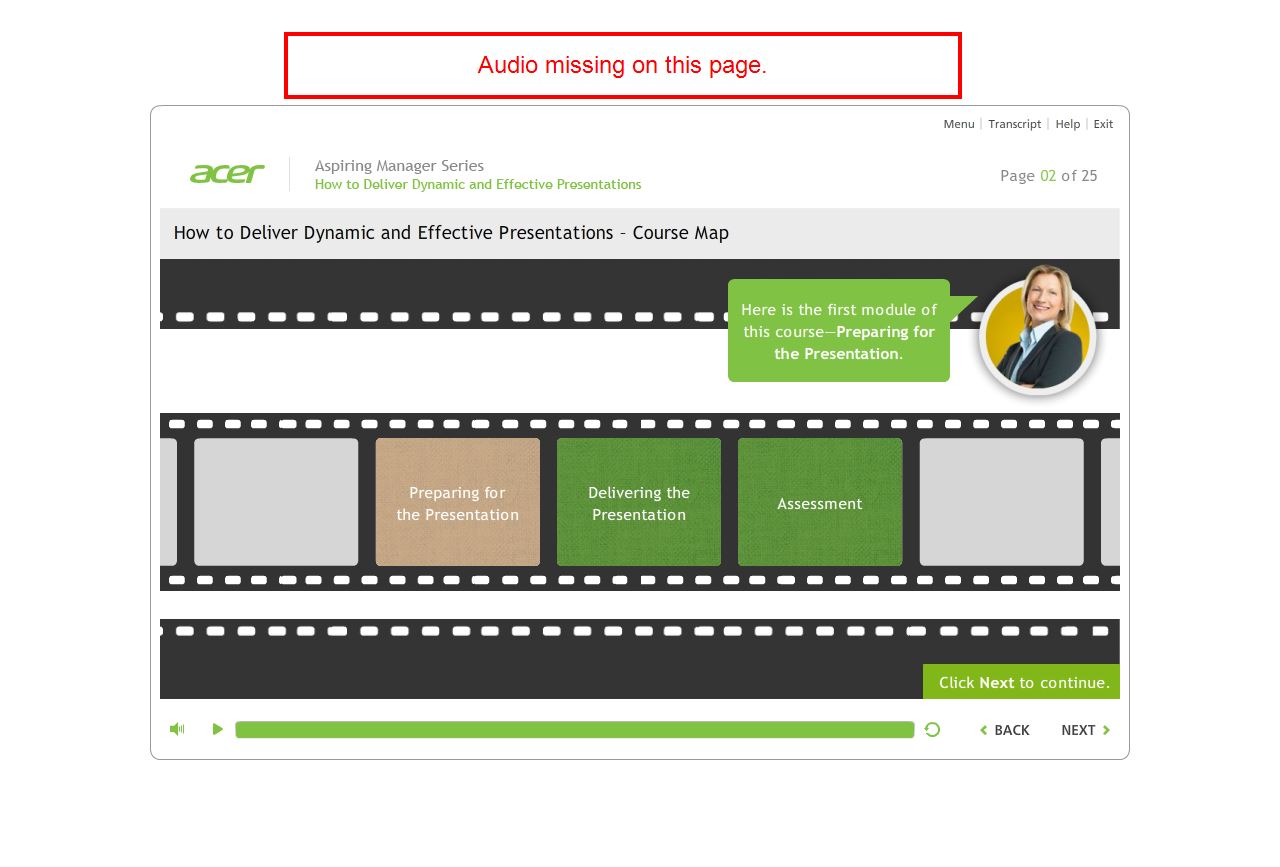 Audio missing on this page.
Menu | Transcript | Help | Exit
acer
Aspiring Manager Series
How to Deliver Dynamic and Effective Presentations
Page 02 of 25
How to Deliver Dynamic and Effective Presentations – Course Map
Here is the first module of
this course—Preparing for
the Presentation.
Preparing for
the Presentation
Delivering the
Presentation
Assessment
Click Next to continue.
BACK
NEXT